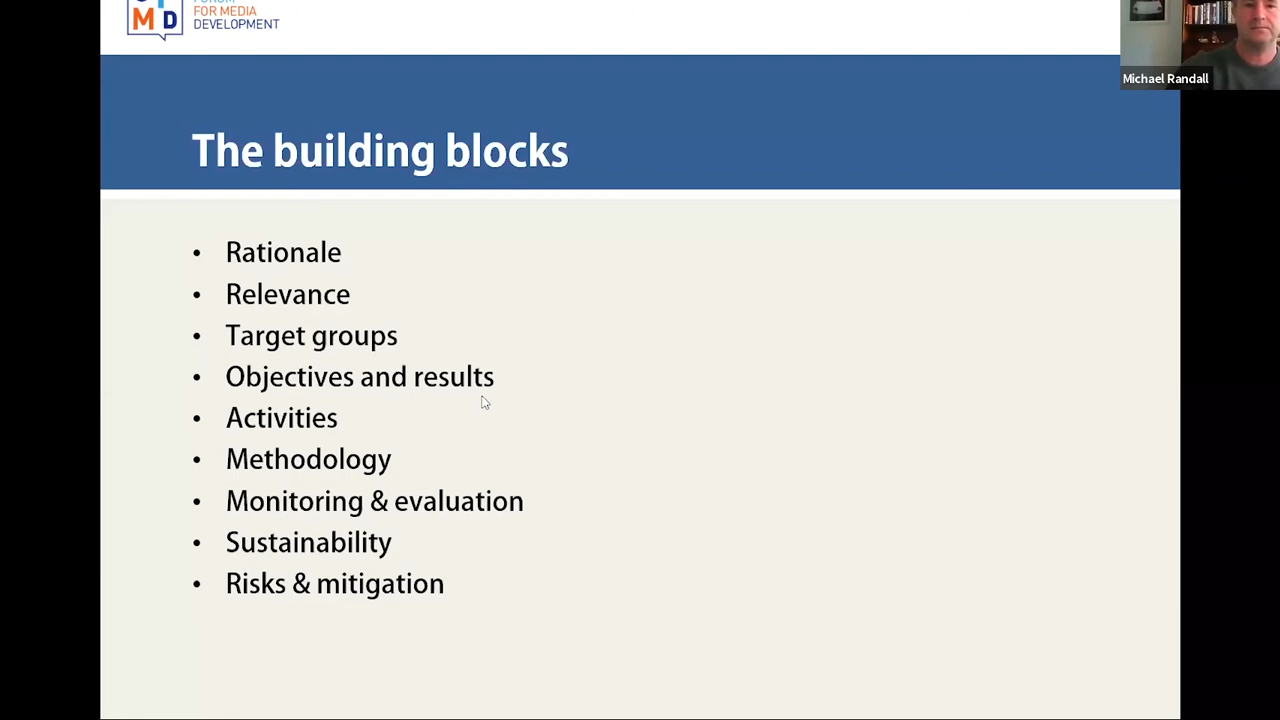 M D
FOR MEDIA
DEVELOPMENT
Michael Randall
The building blocks
• Rationale
• Relevance
• Target groups
• Objectives and results
• Activities
• Methodology
• Monitoring & evaluation
• Sustainability
• Risks & mitigation